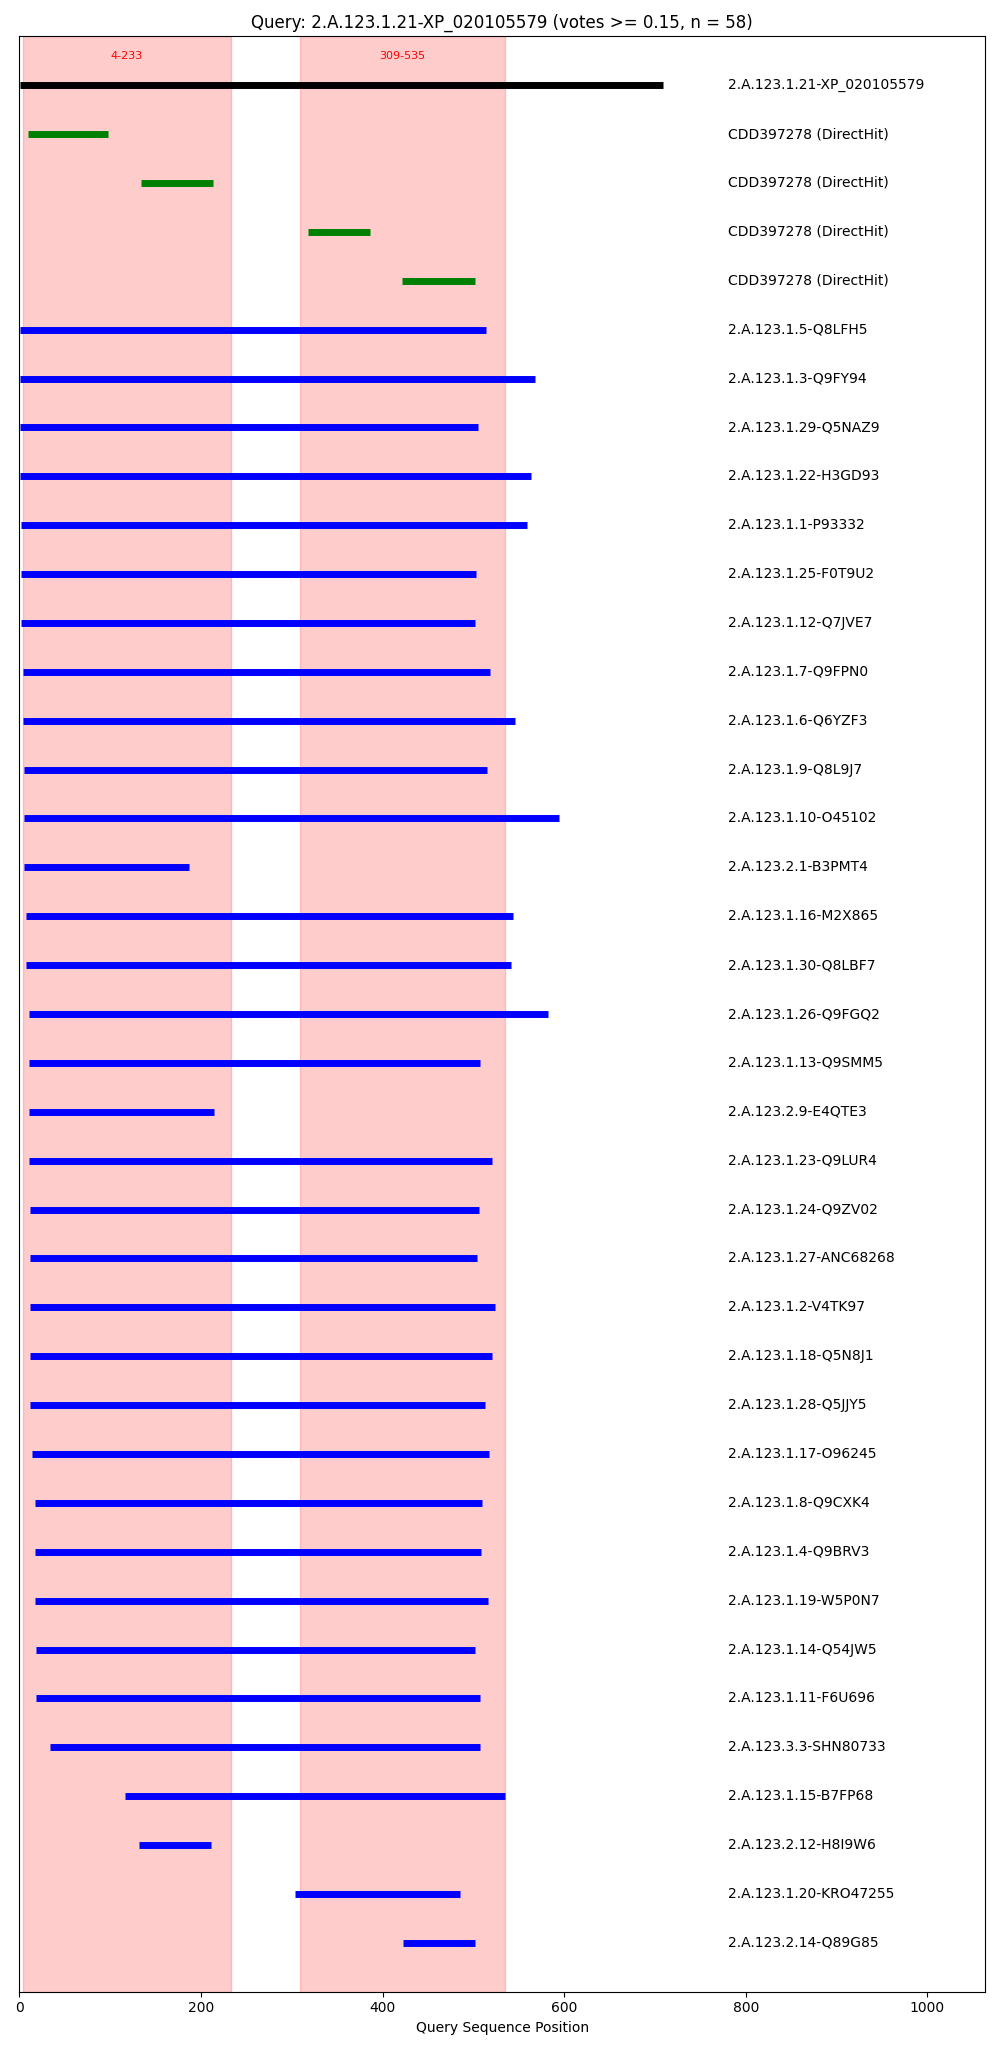 Query: 2.A.123.1.21-XP_020105579 (votes >= 0.15, n = 58)
4-233 309-535
2.A.123.1.21-XP_020105579
CDD397278 (DirectHit)
CDD397278 (DirectHit)
CDD397278 (DirectHit)
CDD397278 (DirectHit)
2.A.123.1.5-Q8LFH5
2.A.123.1.3-Q9FY94
2.A.123.1.29-Q5NAZ9
2.A.123.1.22-H3GD93
2.A.123.1.1-P93332
2.A.123.1.25-F0T9U2
2.A.123.1.12-Q7JVE7
2.A.123.1.7-Q9FPN0
2.A.123.1.6-Q6YZF3
2.A.123.1.9-Q8L9J7
2.A.123.1.10-O45102
2.A.123.2.1-B3PMT4
2.A.123.1.16-M2X865
2.A.123.1.30-Q8LBF7
2.A.123.1.26-Q9FGQ2
2.A.123.1.13-Q9SMM5
2.A.123.2.9-E4QTE3
2.A.123.1.23-Q9LUR4
2.A.123.1.24-Q9ZV02
2.A.123.1.27-ANC68268
2.A.123.1.2-V4TK97
2.A.123.1.18-Q5N8J1
2.A.123.1.28-Q5JJY5
2.A.123.1.17-O96245
2.A.123.1.8-Q9CXK4
2.A.123.1.4-Q9BRV3
2.A.123.1.19-W5P0N7
2.A.123.1.14-Q54JW5
2.A.123.1.11-F6U696
2.A.123.3.3-SHN80733
2.A.123.1.15-B7FP68
2.A.123.2.12-H8I9W6
2.A.123.1.20-KRO47255
2.A.123.2.14-Q89G85
0 200 400 600 800 1000
Query Sequence Position